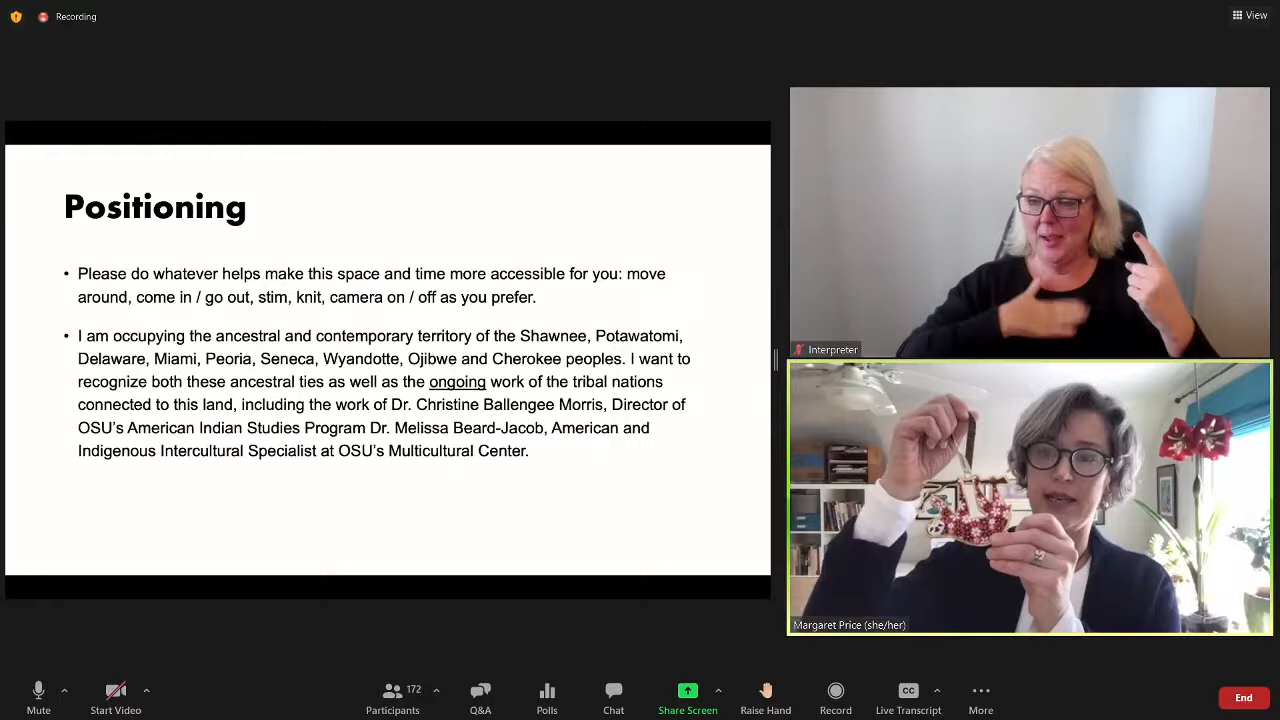 Recording
View
Positioning
• Please do whatever helps make this space and time more accessible for you: move
around, come in / go out, stim, knit, camera on / off as you prefer.
• I am occupying the ancestral and contemporary territory of the Shawnee, Potawatomi,
Delaware, Miami, Peoria, Seneca, Wyandotte, Ojibwe and Cherokee peoples. I want to
recognize both these ancestral ties as well as the ongoing work of the tribal nations
connected to this land, including the work of Dr. Christine Ballengee Morris, Director of
OSU's American Indian Studies Program Dr. Melissa Beard-Jacob, American and
Indigenous Intercultural Specialist at OSU's Multicultural Center.
Interpreter
Margaret Price (she/her)
Mute
Start Video
172
Participants
Q&A
Polls
Chat
Share Screen
Raise Hand
Record
CC
Live Transcript
More
End